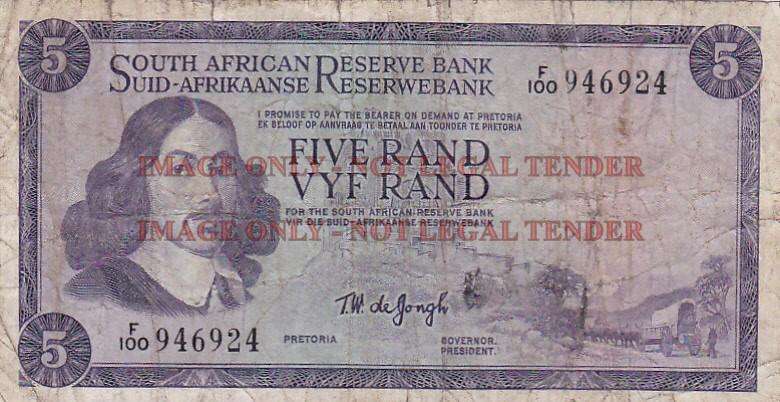 5 5
SOUTH AFRICAN RESERVE BANK
SUID-AFRIKAANSE RESERWEBANK
F/100 946924
I PROMISE TO PAY THE BEARER ON DEMAND AT PRETORIA
EK BELOOF OP AANVRAAG TE BETAAL AAN TOONDER TE PRETORIA
FIVE RAND
IMAGE ONLY - NOT LEGAL TENDER
VYF RAND
FOR THE SOUTH AFRICAN RESERVE BANK
VIR DIE SUID-AFRIKAANSE RESERWEBANK
IMAGE ONLY - NOT LEGAL TENDER
T.W. de Jongh
F/100 946924
PRETORIA
GOVERNOR.
PRESIDENT.
5